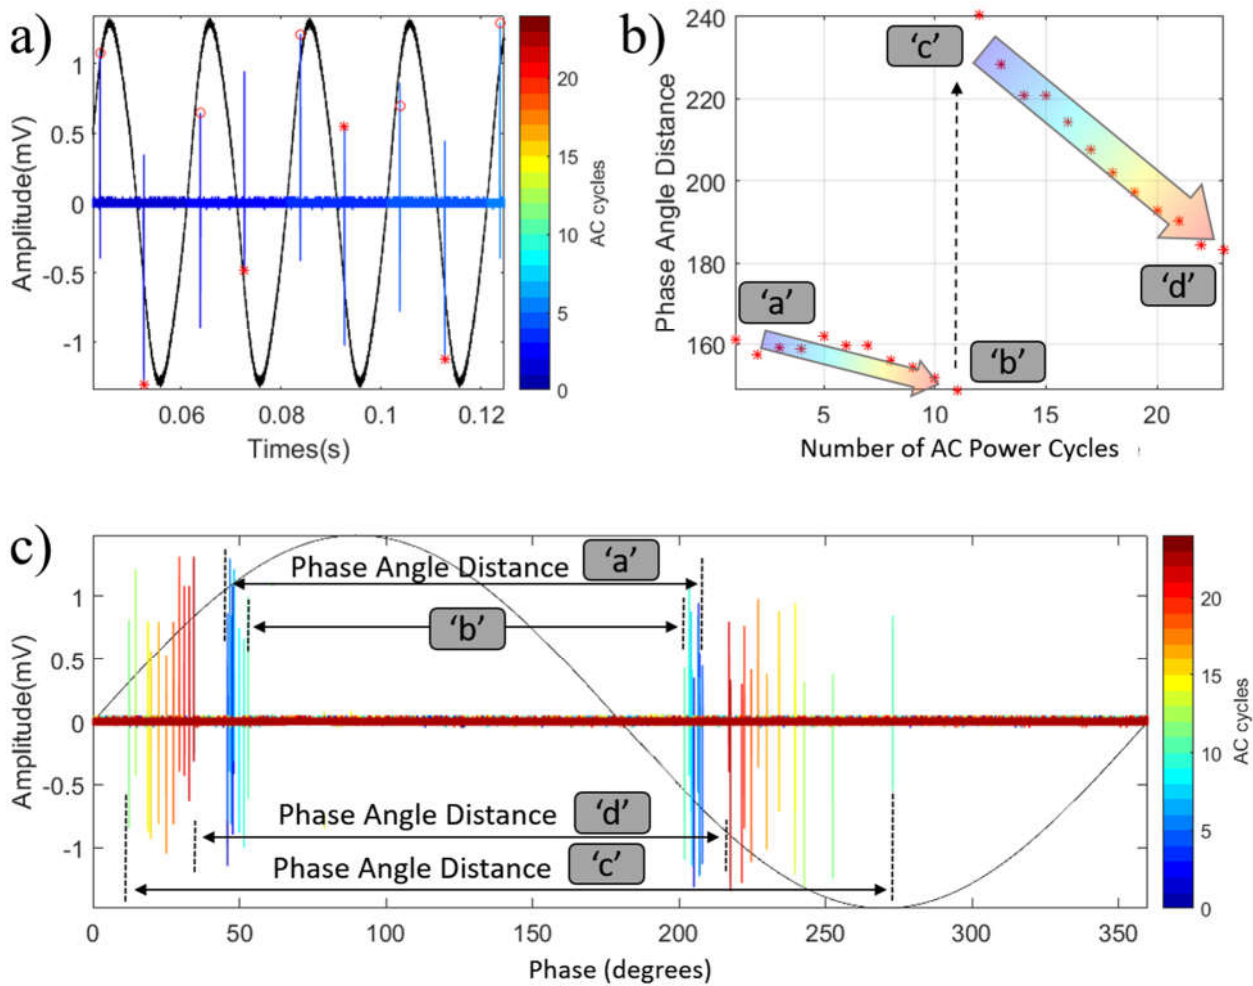 a)
1
0.5
0
-0.5
-1
Amplitude(mV)
0.06
0.08
0.1
0.12
Times(s)
20
15
10
5
0
AC cycles
b)
240
220
200
180
160
Phase Angle Distance
'c'
'a'
'b'
'd'
5
10
15
20
Number of AC Power Cycles
c)
1
0.5
0
-0.5
-1
Amplitude(mV)
Phase Angle Distance 'a'
'b'
Phase Angle Distance 'd'
Phase Angle Distance 'c'
0
50
100
150
200
250
300
350
Phase (degrees)
20
15
10
5
0
AC cycles